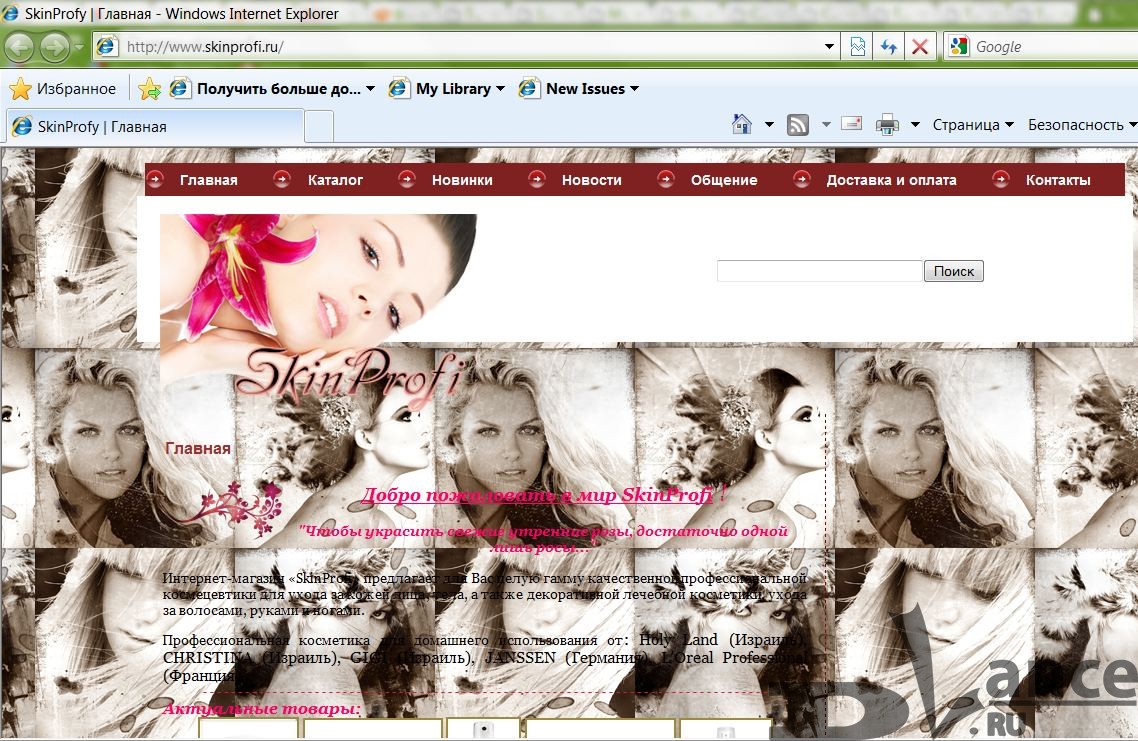 SkinProfy | Главная - Windows Internet Explorer
http://www.skinprofi.ru/
Google
Избранное
Получить больше до...
My Library
New Issues
SkinProfy | Главная
Страница
Безопасность
Главная
Каталог
Новинки
Новости
Общение
Доставка и оплата
Контакты
Поиск
SkinProfi
Главная
Добро пожаловать в мир SkinProfi !
"Чтобы украсить свежие утренние розы, достаточно одной
лишь росы..."
Интернет-магазин «SkinProfi» предлагает для Вас целую гамму качественной профессиональной
космецевтики для ухода за кожей лица, тела, а также декоративной лечебной косметики, ухода
за волосами, руками и ногами.
Профессиональная косметика для домашнего использования от: Holy Land (Израиль),
CHRISTINA (Израиль), GIGI (Израиль), JANSSEN (Германия), L'Oreal Professional
(Франция
Актуальные товары:
ance
.RU